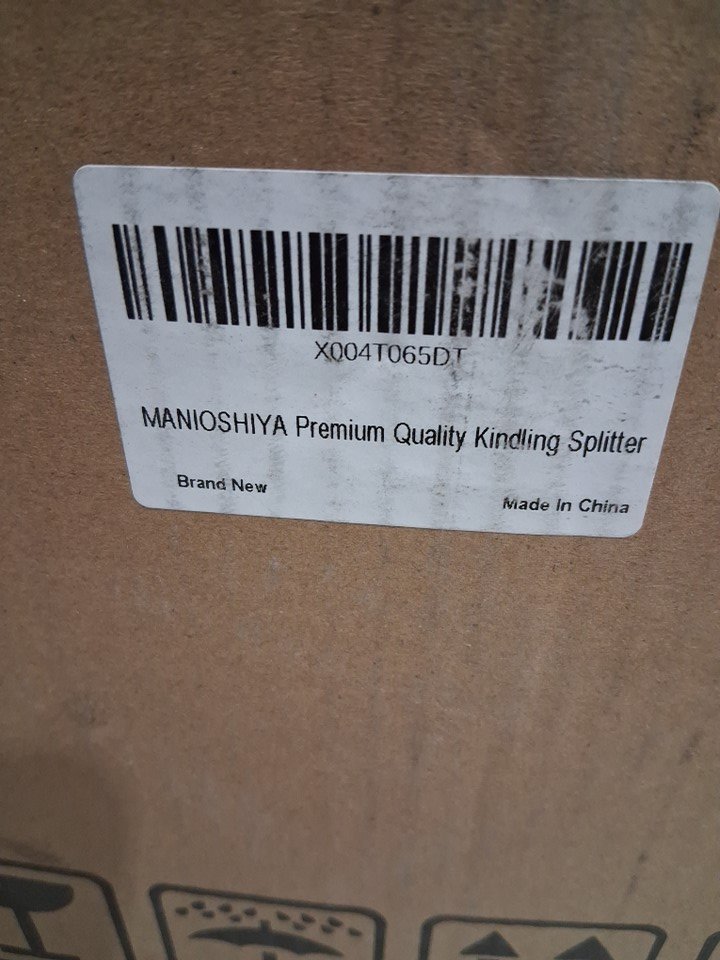 X004T065DT
MANIOSHIYA Premium Quality Kindling Splitter
Brand New
Made In China